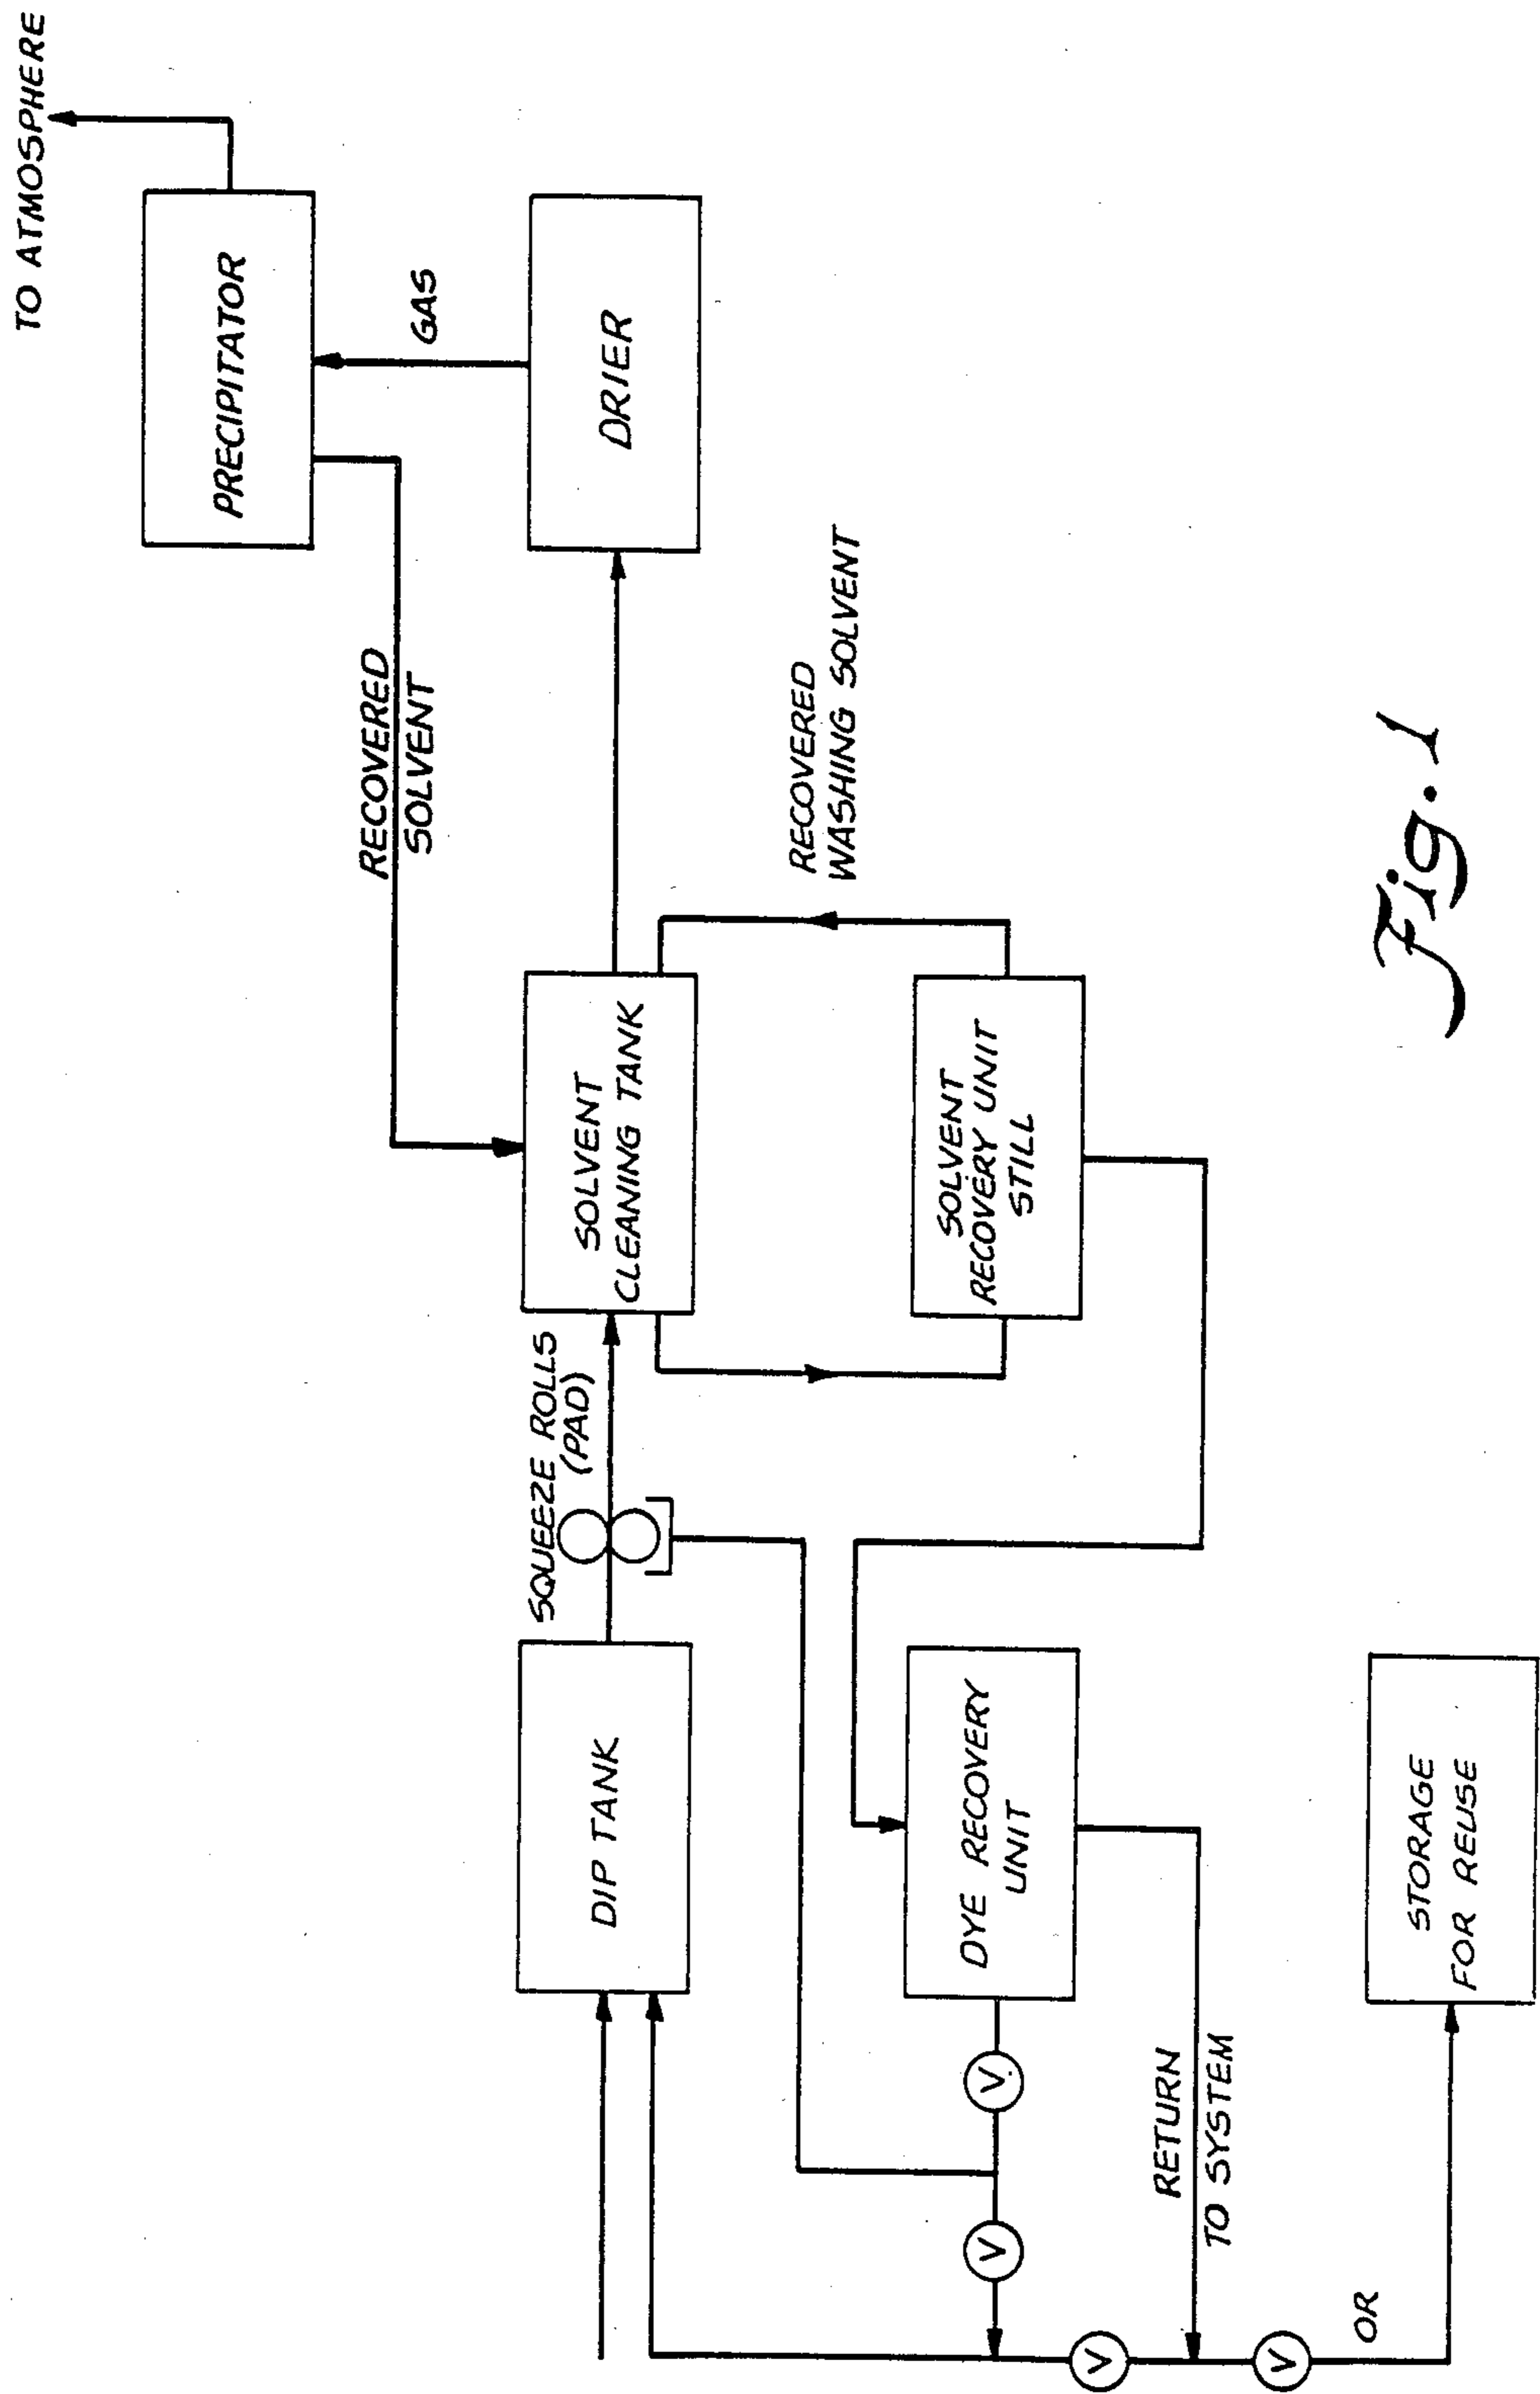 TO ATMOSPHERE
PRECIPITATOR
GAS
DRIER
RECOVERED
SOLVENT
RECOVERED
WASHING SOLVENT
SOLVENT
CLEANING TANK
SOLVENT
RECOVERY UNIT
STILL
SQUEEZE ROLLS
(PAD)
DIP TANK
DYE RECOVERY
UNIT
STORAGE
FOR REUSE
RETURN
TO SYSTEM
V
V
V
V
OR
Fig. 1